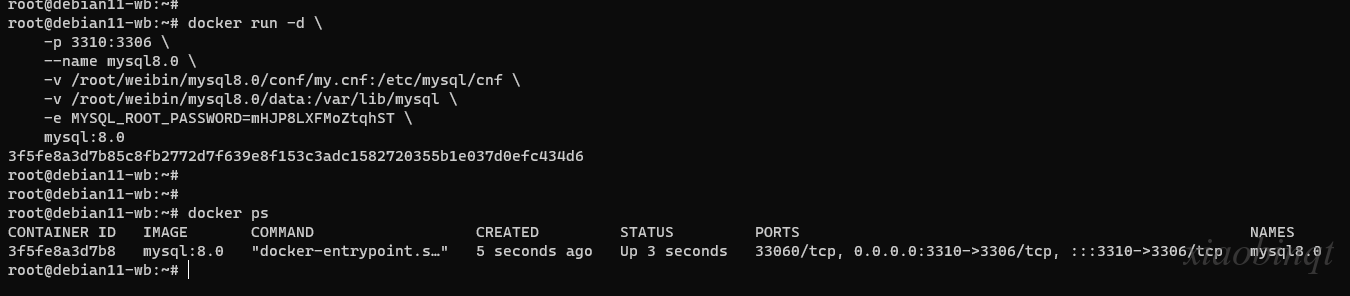 root@debian11-wb:~#
root@debian11-wb:~# docker run -d \
    -p 3310:3306 \
    --name mysql8.0 \
    -v /root/weibin/mysql8.0/conf/my.cnf:/etc/mysql/cnf \
    -v /root/weibin/mysql8.0/data:/var/lib/mysql \
    -e MYSQL_ROOT_PASSWORD=mHJP8LXFMoZtqhST \
    mysql:8.0
3f5fe8a3d7b85c8fb2772d7f639e8f153c3adc1582720355b1e037d0efc434d6
root@debian11-wb:~#
root@debian11-wb:~#
root@debian11-wb:~# docker ps
CONTAINER ID   IMAGE       COMMAND                  CREATED         STATUS         PORTS                                                  NAMES
3f5fe8a3d7b8   mysql:8.0   "docker-entrypoint.s…"   5 seconds ago   Up 3 seconds   33060/tcp, 0.0.0.0:3310->3306/tcp, :::3310->3306/tcp   mysql8.0
root@debian11-wb:~#
xiaobinqt